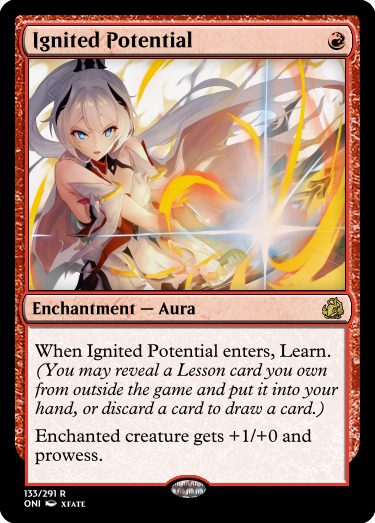 Ignited Potential
Enchantment — Aura
When Ignited Potential enters, Learn.
(You may reveal a Lesson card you own
from outside the game and put it into your
hand, or discard a card to draw a card.)
Enchanted creature gets +1/+0 and
prowess.
133/291 R
ONI XFATE